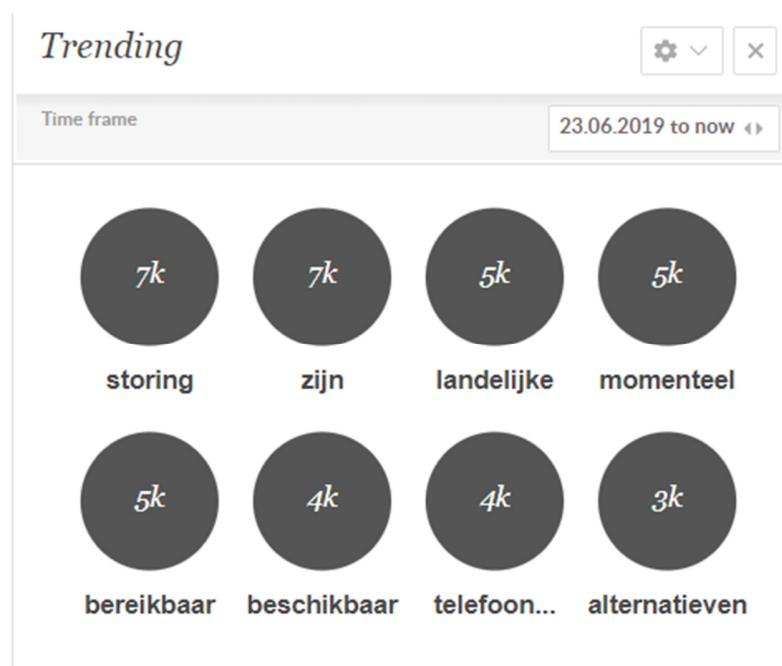 Trending
Time frame
23.06.2019 to now
7k 7k 5k 5k
storing zijn landelijke momenteel
5k 4k 4k 3k
bereikbaar beschikbaar telefoon... alternatieven